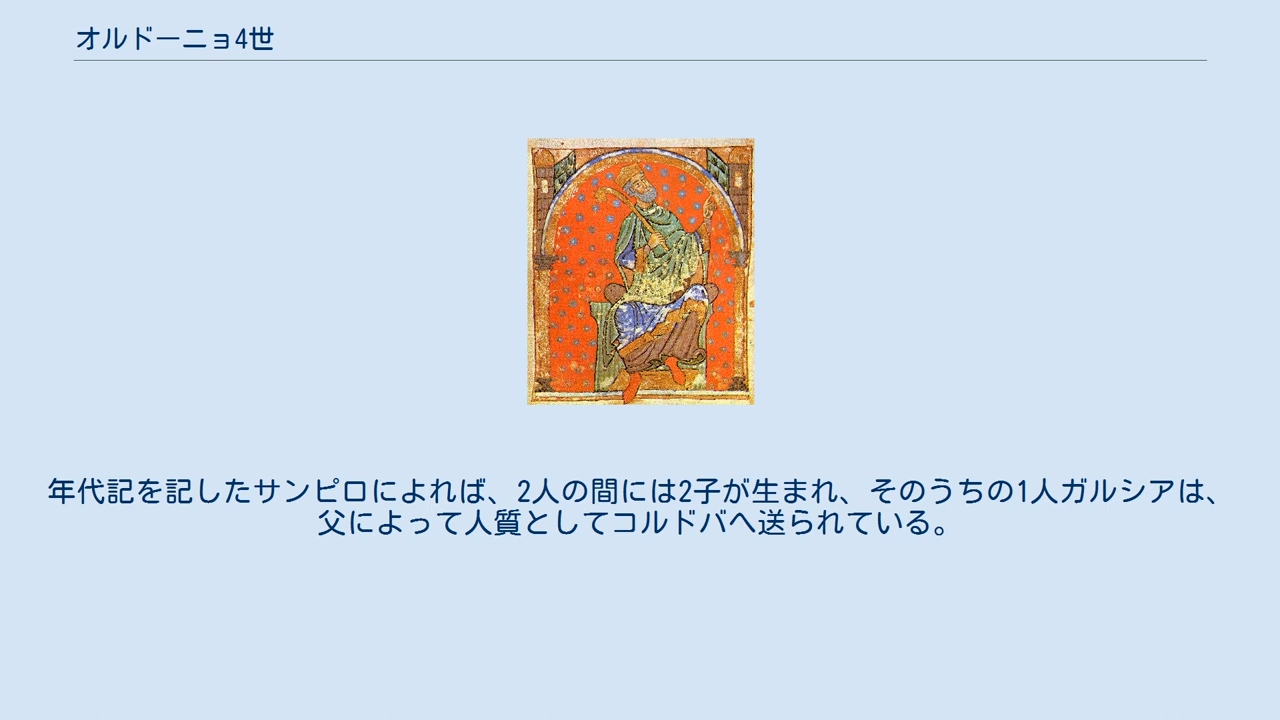 オルドーニョ4世
年代記を記したサンピロによれば、2人の間には2子が生まれ、そのうちの1人ガルシアは、
父によって人質としてコルドバへ送られている。